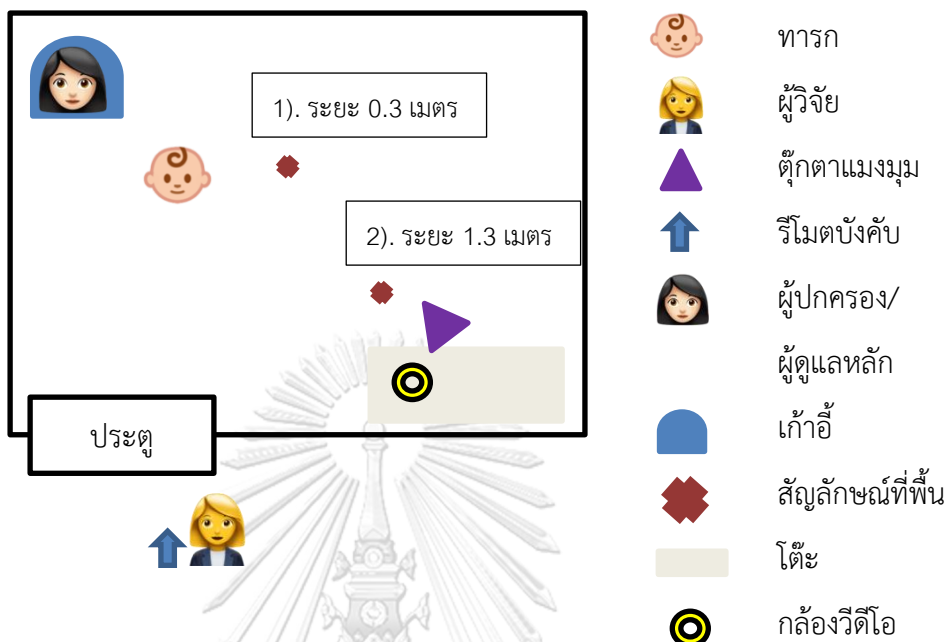 1). ระยะ 0.3 เมตร
2). ระยะ 1.3 เมตร
ประตู
ทารก
ผู้วิจัย
ตุ๊กตาแมงมุม
รีโมตบังคับ
ผู้ปกครอง/
ผู้ดูแลหลัก
เก้าอี้
สัญลักษณ์ที่พื้น
โต๊ะ
กล้องวีดีโอ